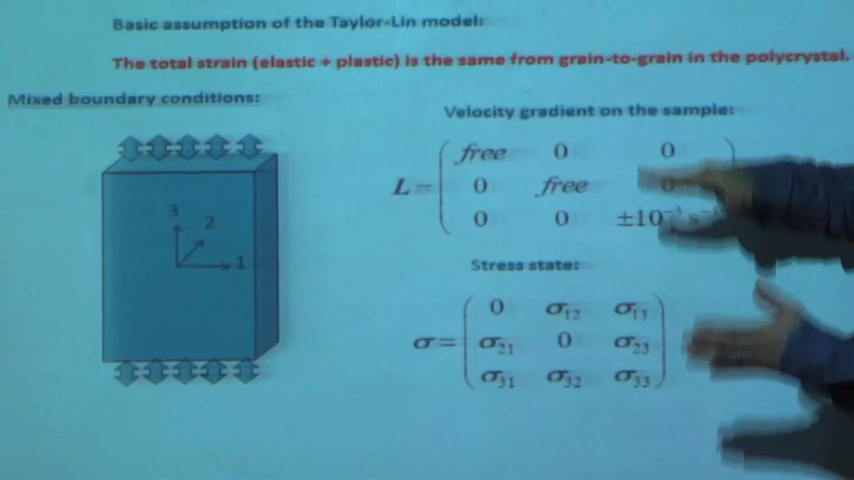 Basic assumption of the Taylor-Lin model:
The total strain (elastic + plastic) is the same from grain-to-grain in the polycrystal.
Mixed boundary conditions:
Velocity gradient on the sample:
free 0 0
L= 0 free 0
0 0 ±10⁻³ s
3
2
1
Stress state:
0 σ12 σ13
σ= σ21 0 σ23
σ31 σ32 σ33